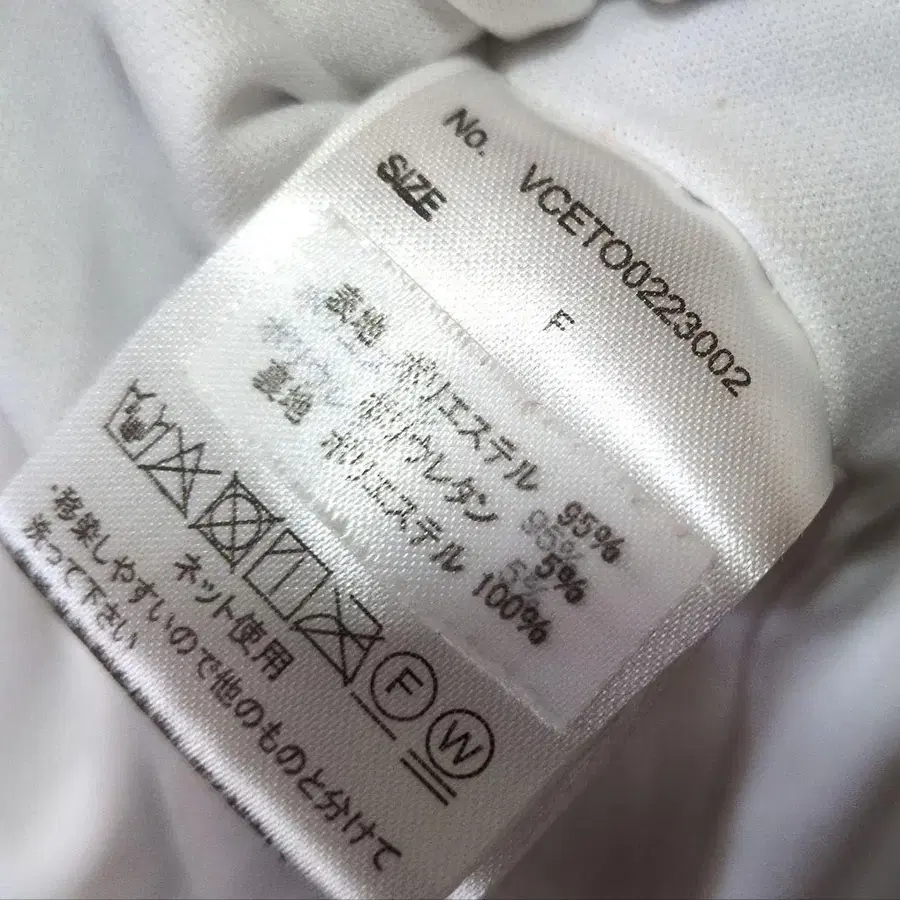 No. VCETO0223002
SIZE F
表地 ポリエステル 95%
ポリウレタン 5%
裏地 ポリエステル 100%
F W
ネット使用
・移染しやすいので他のものと分けて
洗って下さい